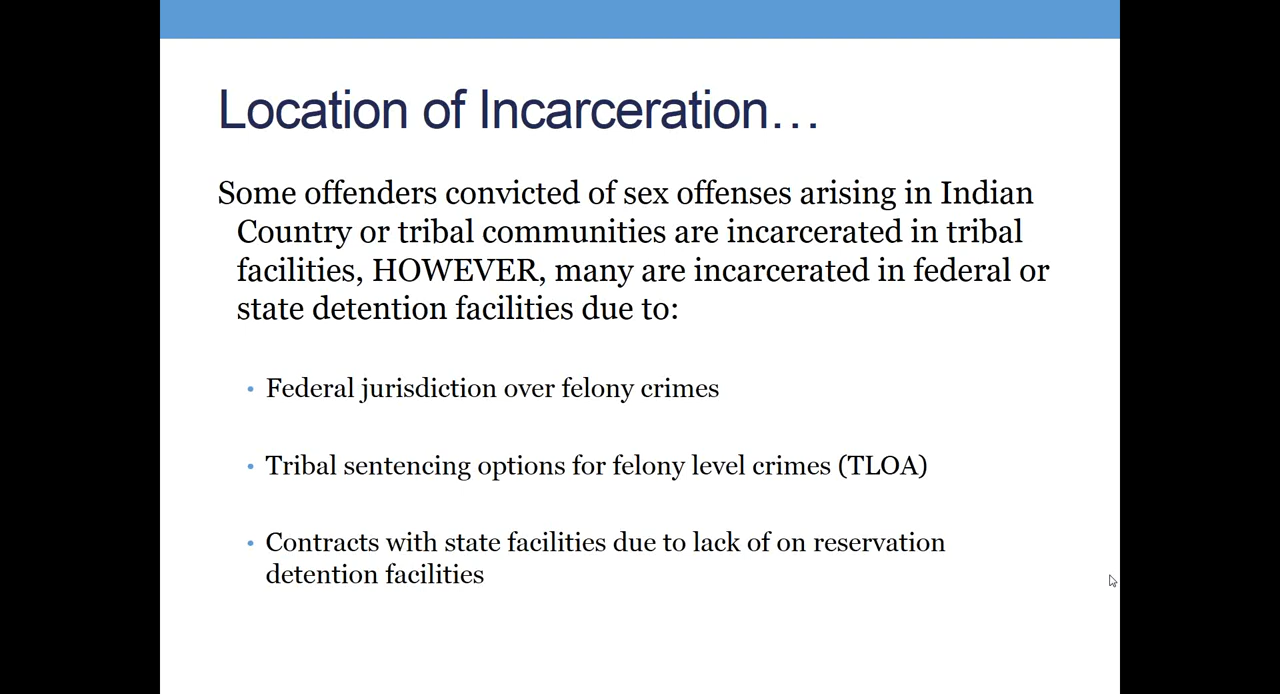 Location of Incarceration…
Some offenders convicted of sex offenses arising in Indian
Country or tribal communities are incarcerated in tribal
facilities, HOWEVER, many are incarcerated in federal or
state detention facilities due to:
• Federal jurisdiction over felony crimes
• Tribal sentencing options for felony level crimes (TLOA)
• Contracts with state facilities due to lack of on reservation
detention facilities